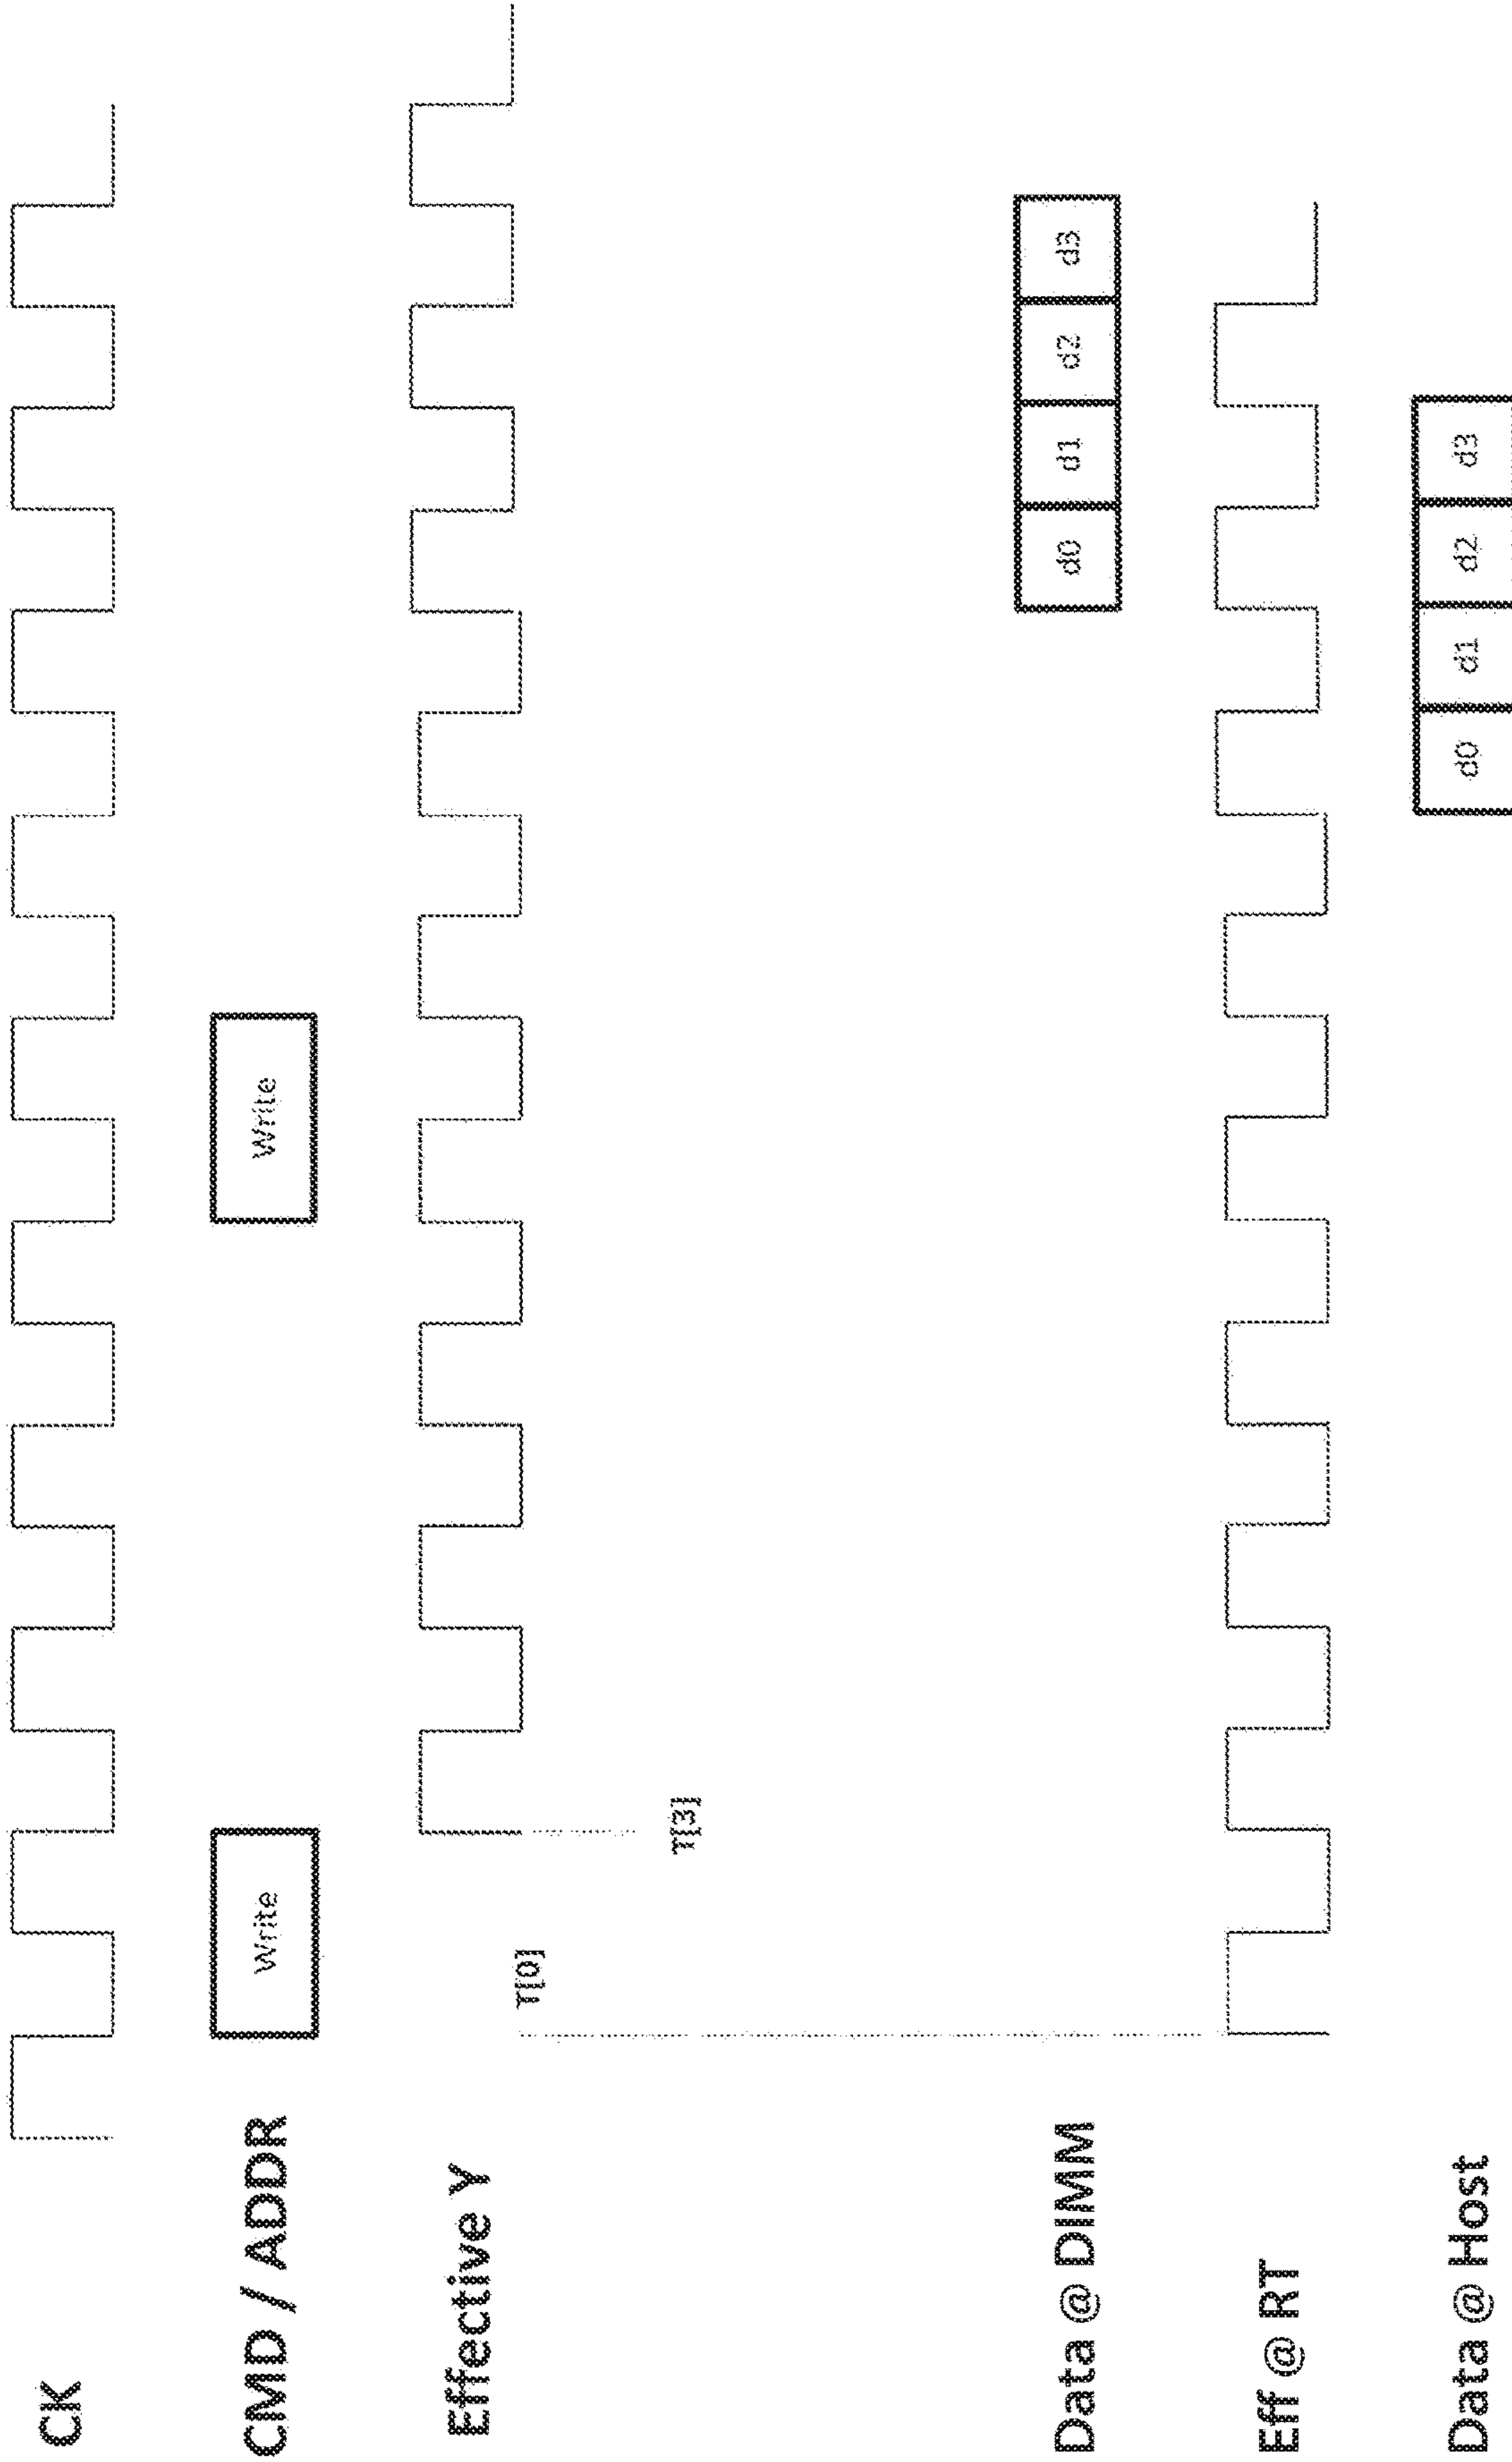 CK
CMD / ADDR
Write
Write
Effective Y
T[0]
T[3]
Data @ DIMM
d0
d1
d2
d3
Eff @ RT
Data @ Host
d0
d1
d2
d3